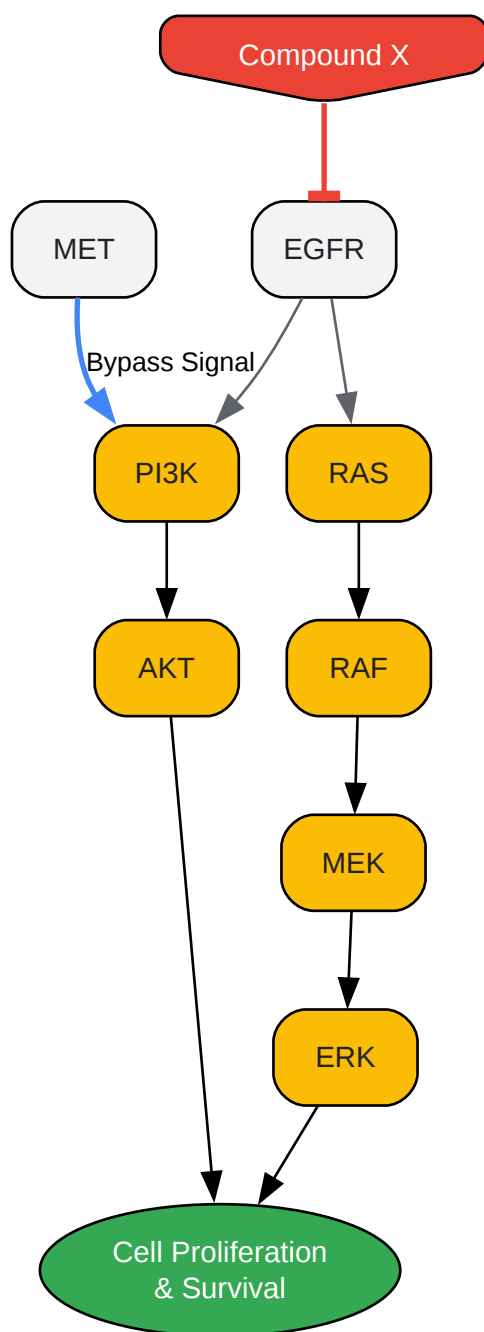 Compound X
MET
EGFR
Bypass Signal
PI3K
RAS
AKT
RAF
MEK
ERK
Cell Proliferation
& Survival